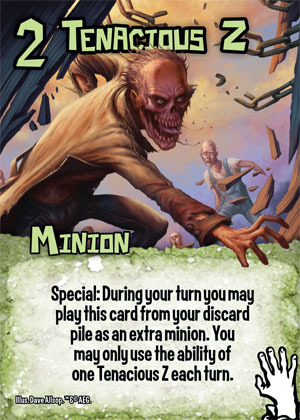 2 Tenacious Z
Minion
Special: During your turn you may
play this card from your discard
pile as an extra minion. You
may only use the ability of
one Tenacious Z each turn.
Illus. Dave Allsop. ™&© AEG.